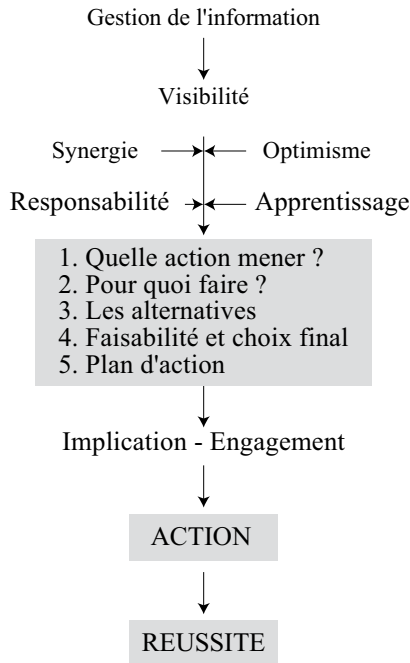 Gestion de l'information
Visibilité
Synergie Optimisme
Responsabilité Apprentissage
1. Quelle action mener ?
2. Pour quoi faire ?
3. Les alternatives
4. Faisabilité et choix final
5. Plan d'action
Implication - Engagement
ACTION
REUSSITE